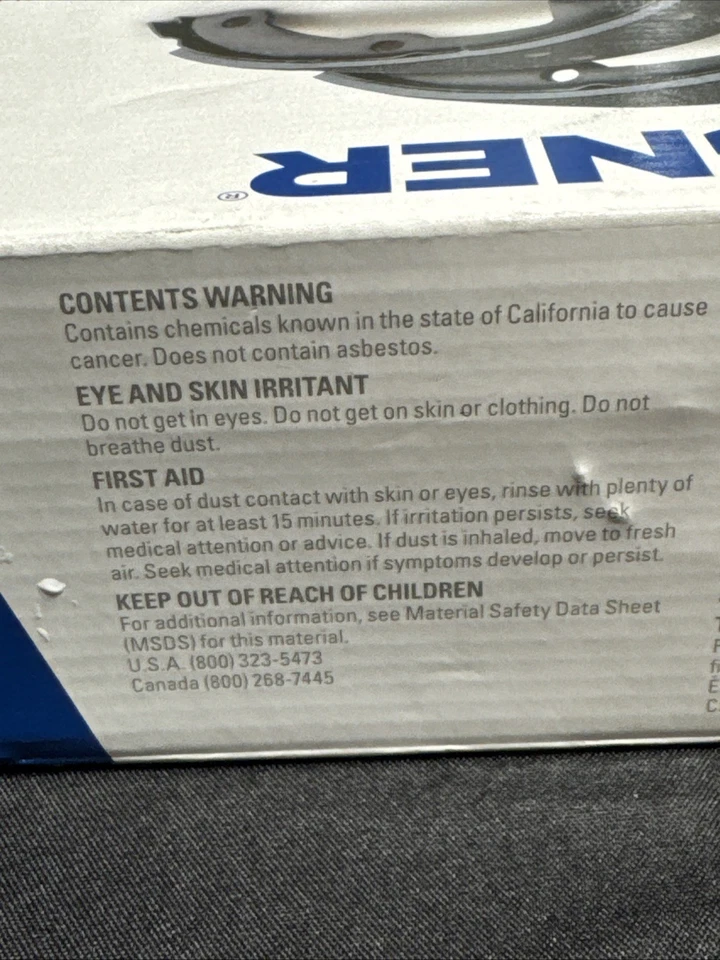 NER®
CONTENTS WARNING
Contains chemicals known in the state of California to cause
cancer. Does not contain asbestos.
EYE AND SKIN IRRITANT
Do not get in eyes. Do not get on skin or clothing. Do not
breathe dust.
FIRST AID
In case of dust contact with skin or eyes, rinse with plenty of
water for at least 15 minutes. If irritation persists, seek
medical attention or advice. If dust is inhaled, move to fresh
air. Seek medical attention if symptoms develop or persist.
KEEP OUT OF REACH OF CHILDREN
For additional information, see Material Safety Data Sheet
(MSDS) for this material.
U.S.A. (800) 323-5473
Canada (800) 268-7445